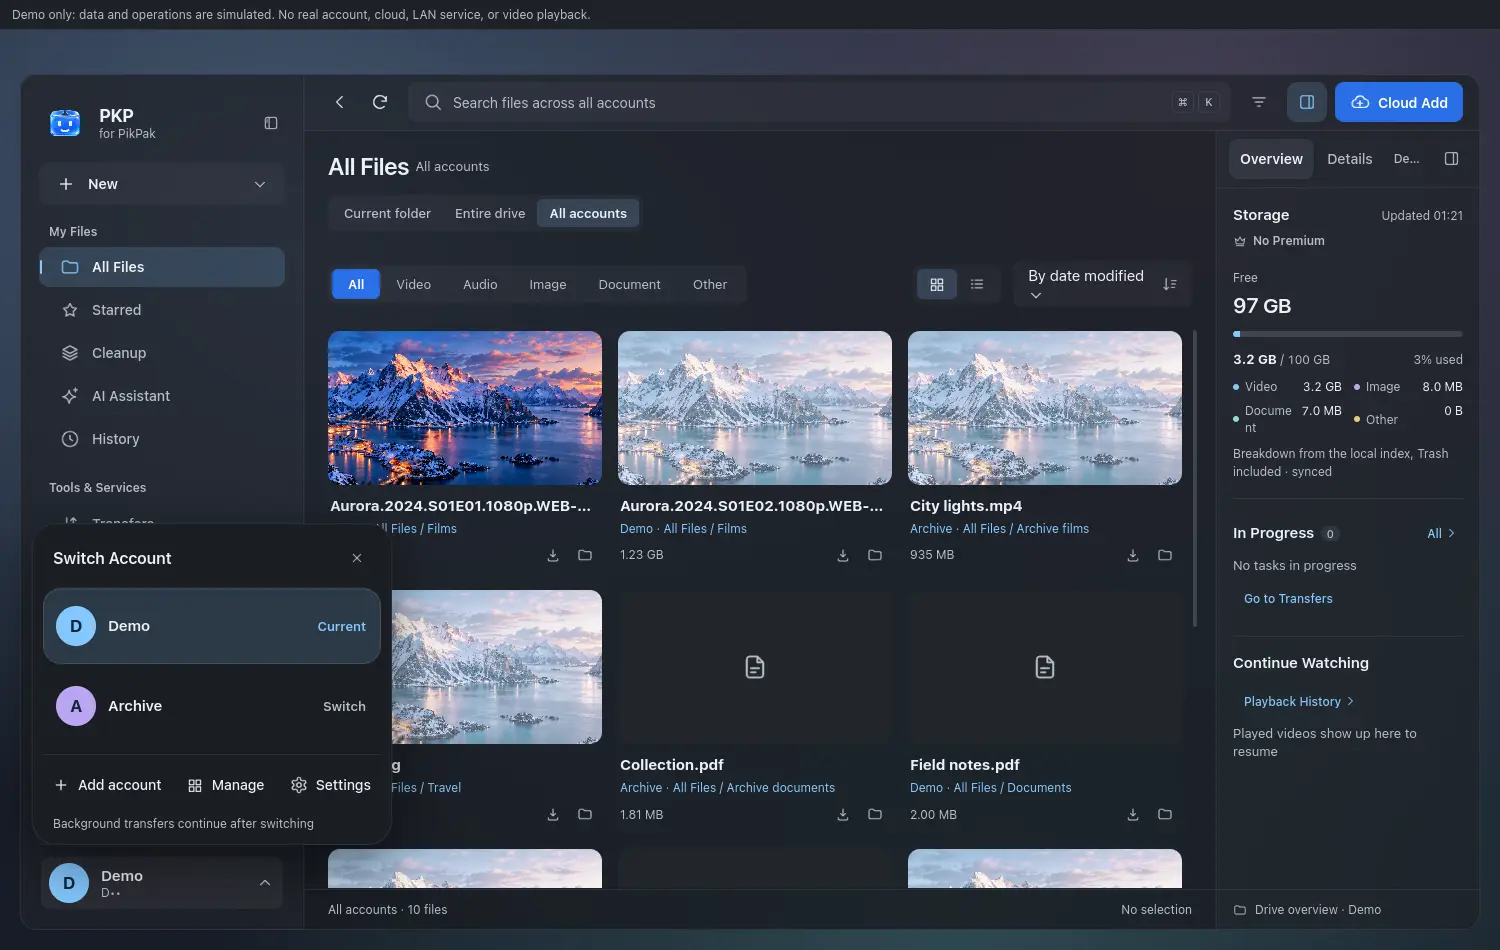 Demo only: data and operations are simulated. No real account, cloud, LAN service, or video playback.
PKP
for PikPak
New
My Files
All Files
Starred
Cleanup
AI Assistant
History
Tools & Services
Transfers
Switch Account
D
Demo
Current
A
Archive
Switch
Add account
Manage
Settings
Background transfers continue after switching
D
Demo
D••
Search files across all accounts
⌘ K
Cloud Add
All Files All accounts
Current folder
Entire drive
All accounts
All
Video
Audio
Image
Document
Other
By date modified
Aurora.2024.S01E01.1080p.WEB-...
All Files / Films
Aurora.2024.S01E02.1080p.WEB-...
Demo · All Files / Films
1.23 GB
City lights.mp4
Archive · All Files / Archive films
935 MB
g
Files / Travel
Collection.pdf
Archive · All Files / Archive documents
1.81 MB
Field notes.pdf
Demo · All Files / Documents
2.00 MB
All accounts · 10 files
No selection
Overview
Details
De...
Storage
Updated 01:21
No Premium
Free
97 GB
3.2 GB / 100 GB
3% used
Video 3.2 GB
Image 8.0 MB
Docume
nt
7.0 MB
Other 0 B
Breakdown from the local index, Trash
included · synced
In Progress 0
All
No tasks in progress
Go to Transfers
Continue Watching
Playback History
Played videos show up here to
resume
Drive overview · Demo